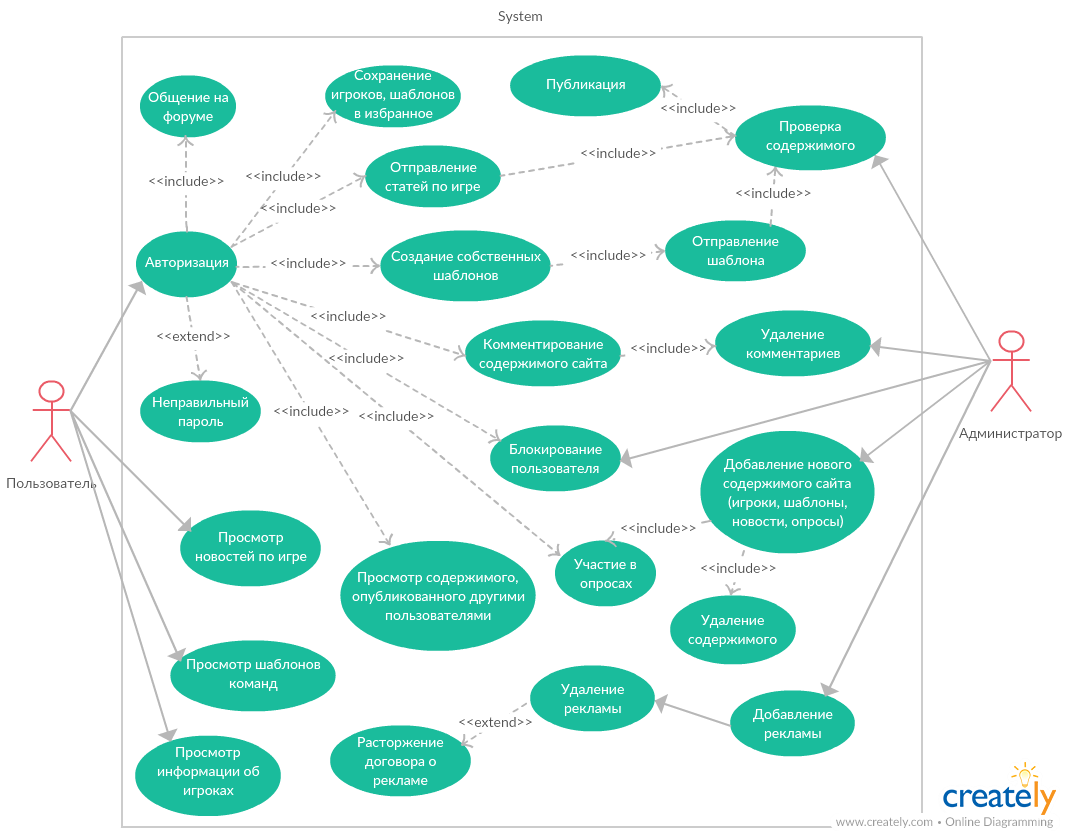 System
Общение на
форуме
Сохранение
игроков, шаблонов
в избранное
Публикация
<<include>>
Проверка
содержимого
<<include>>
<<include>>
<<include>>
Отправление
статей по игре
<<include>>
<<include>>
<<include>>
Авторизация
<<include>>
Создание собственных
шаблонов
<<include>>
Отправление
шаблона
<<extend>>
<<include>>
<<include>>
Комментирование
содержимого сайта
<<include>>
Удаление
комментариев
Неправильный
пароль
<<include>>
<<include>>
Блокирование
пользователя
Администратор
Пользователь
Добавление нового
содержимого сайта
(игроки, шаблоны,
новости, опросы)
<<include>>
<<include>>
Просмотр
новостей по игре
Просмотр содержимого,
опубликованного другими
пользователями
Участие в
опросах
Удаление
содержимого
Просмотр шаблонов
команд
Удаление
рекламы
<<extend>>
Добавление
рекламы
Расторжение
договора о
рекламе
Просмотр
информации об
игроках
creately
www.creately.com • Online Diagramming